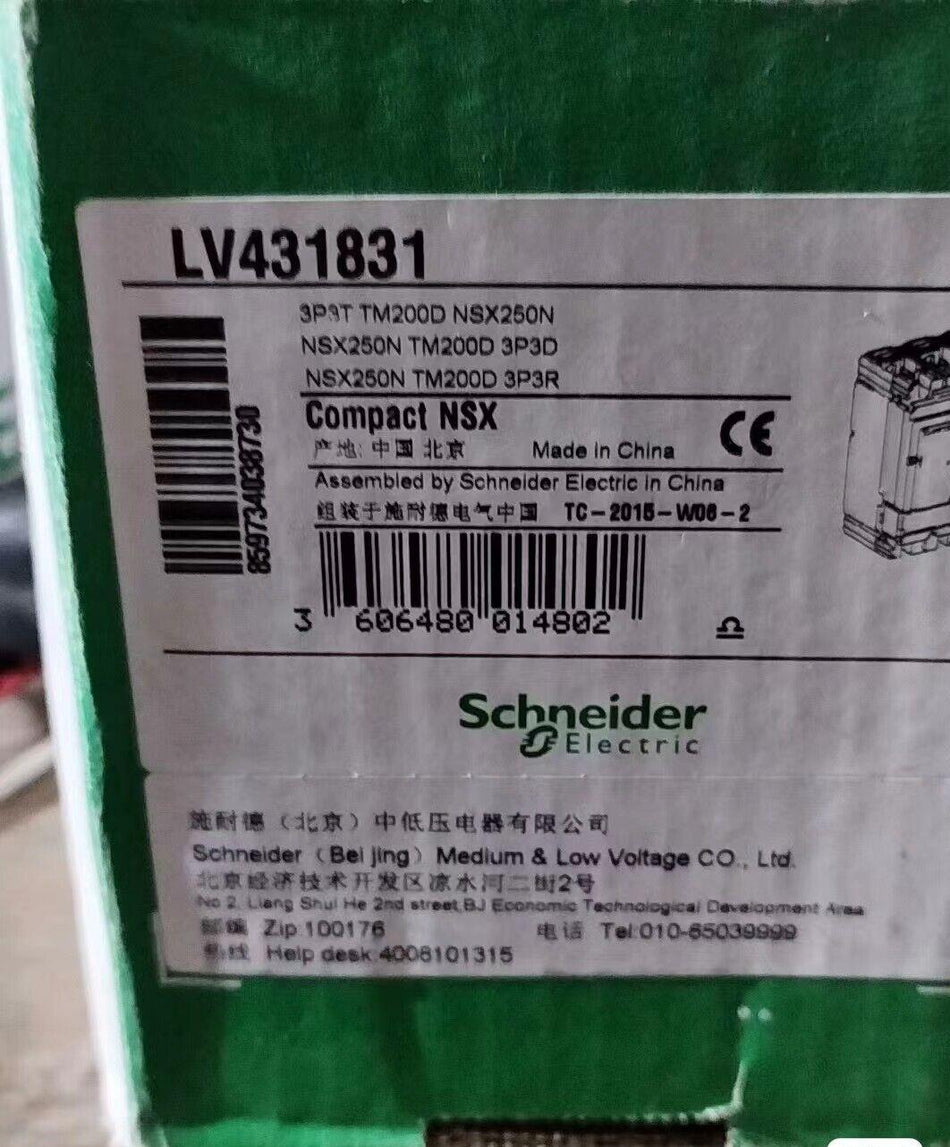 LV431831
3P3T TM200D NSX250N
NSX250N TM200D 3P3D
NSX250N TM200D 3P3R
Compact NSX
产地: 中国 北京 Made in China
CE
Assembled by Schneider Electric in China
组装于施耐德电气中国 TC-2015-W06-2
859734038730
3 606480 014802
Schneider
Electric
施耐德（北京）中低压电器有限公司
Schneider (Beijing) Medium & Low Voltage CO., Ltd.
北京经济技术开发区凉水河二街2号
No 2, Liang Shui He 2nd street,BJ Economic Technological Development Area
邮编 Zip:100176 电话 Tel:010-65039999
热线 Help desk:4008101315